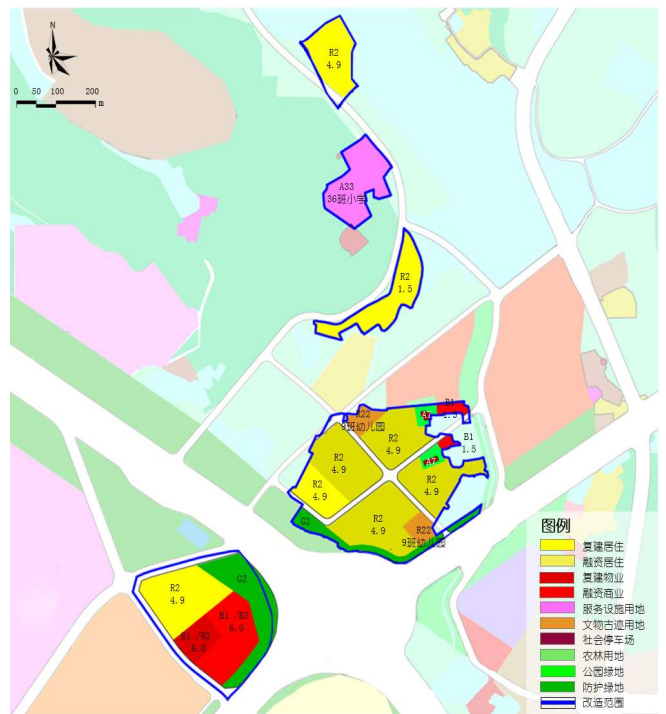 N
0 50 100 200
m
R2
4.9
A33
36班小学
R2
1.5
B1
1.5
R22
9班幼儿园
A7
R2
4.9
B1
1.5
R2
4.9
A7
R2
4.9
R2
4.9
R2
4.9
G2
R22
9班幼儿园
R2
4.9
G2
B1 /B2
6.0
B1 /B2
6.0
图例
复建居住
融资居住
复建物业
融资商业
服务设施用地
文物古迹用地
社会停车场
农林用地
公园绿地
防护绿地
改造范围